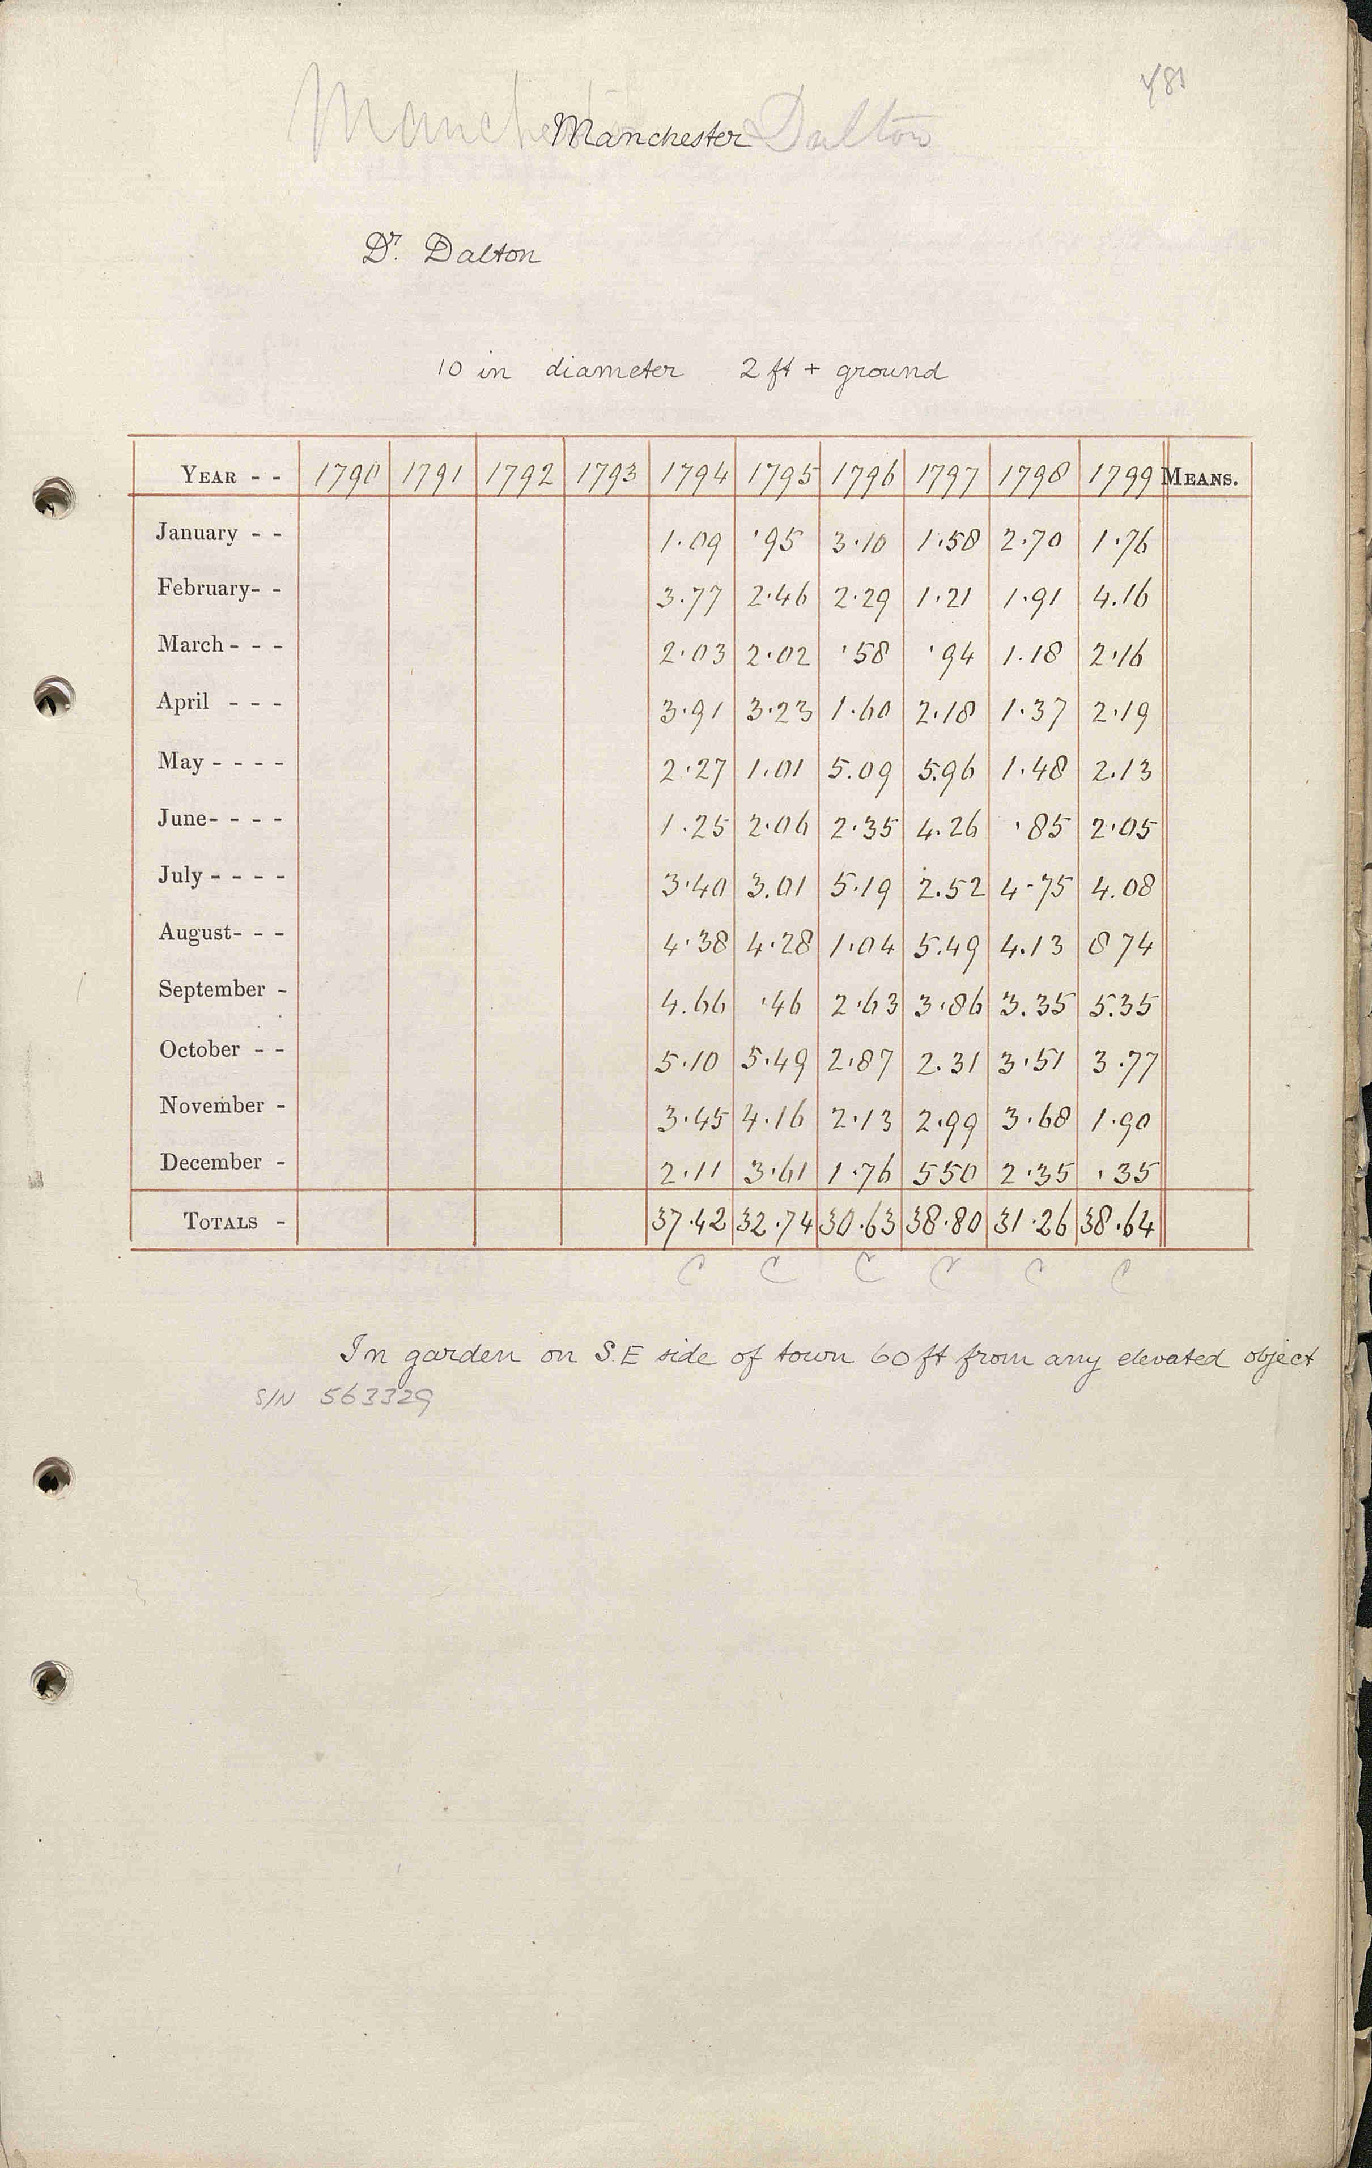 Manchester Dalton
Manchester
Dr. Dalton
10 in diameter 2 ft + ground
YEAR - - 1790 1791 1792 1793 1794 1795 1796 1797 1798 1799 MEANS.
January - - 1.09 .95 3.10 1.58 2.70 1.76
February- - 3.77 2.46 2.29 1.21 1.91 4.16
March - - - 2.03 2.02 .58 .94 1.18 2.16
April - - - 3.91 3.23 1.60 2.18 1.37 2.19
May - - - - 2.27 1.01 5.09 5.96 1.48 2.13
June- - - - 1.25 2.06 2.35 4.26 .85 2.05
July - - - - 3.40 3.01 5.19 2.52 4.75 4.08
August- - - 4.38 4.28 1.04 5.49 4.13 8 74
September - 4.66 .46 2.63 3.86 3.35 5.35
October - - 5.10 5.49 2.87 2.31 3.51 3.77
November - 3.45 4.16 2.13 2.99 3.68 1.90
December - 2.11 3.61 1.76 550 2.35 .35
TOTALS - 37.42 32.74 30.63 38.80 31.26 38.64
C C C C C C
In garden on S.E side of town 60 ft from any elevated object
S/N 563329